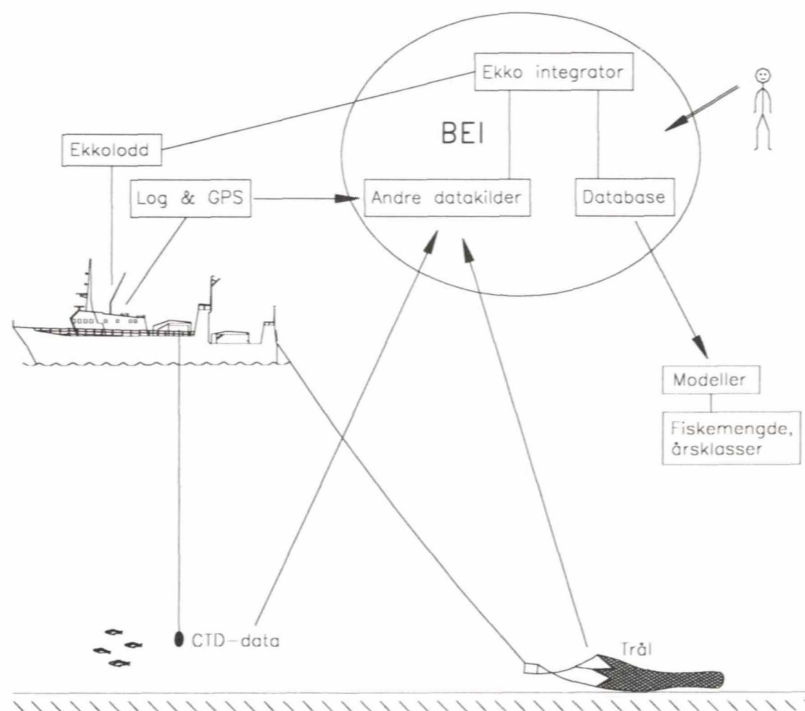 Ekko integrator
BEI
Ekkolodd
Log & GPS
Andre datakilder
Database
Modeller
Fiskemengde,
årsklasser
CTD-data
Trål